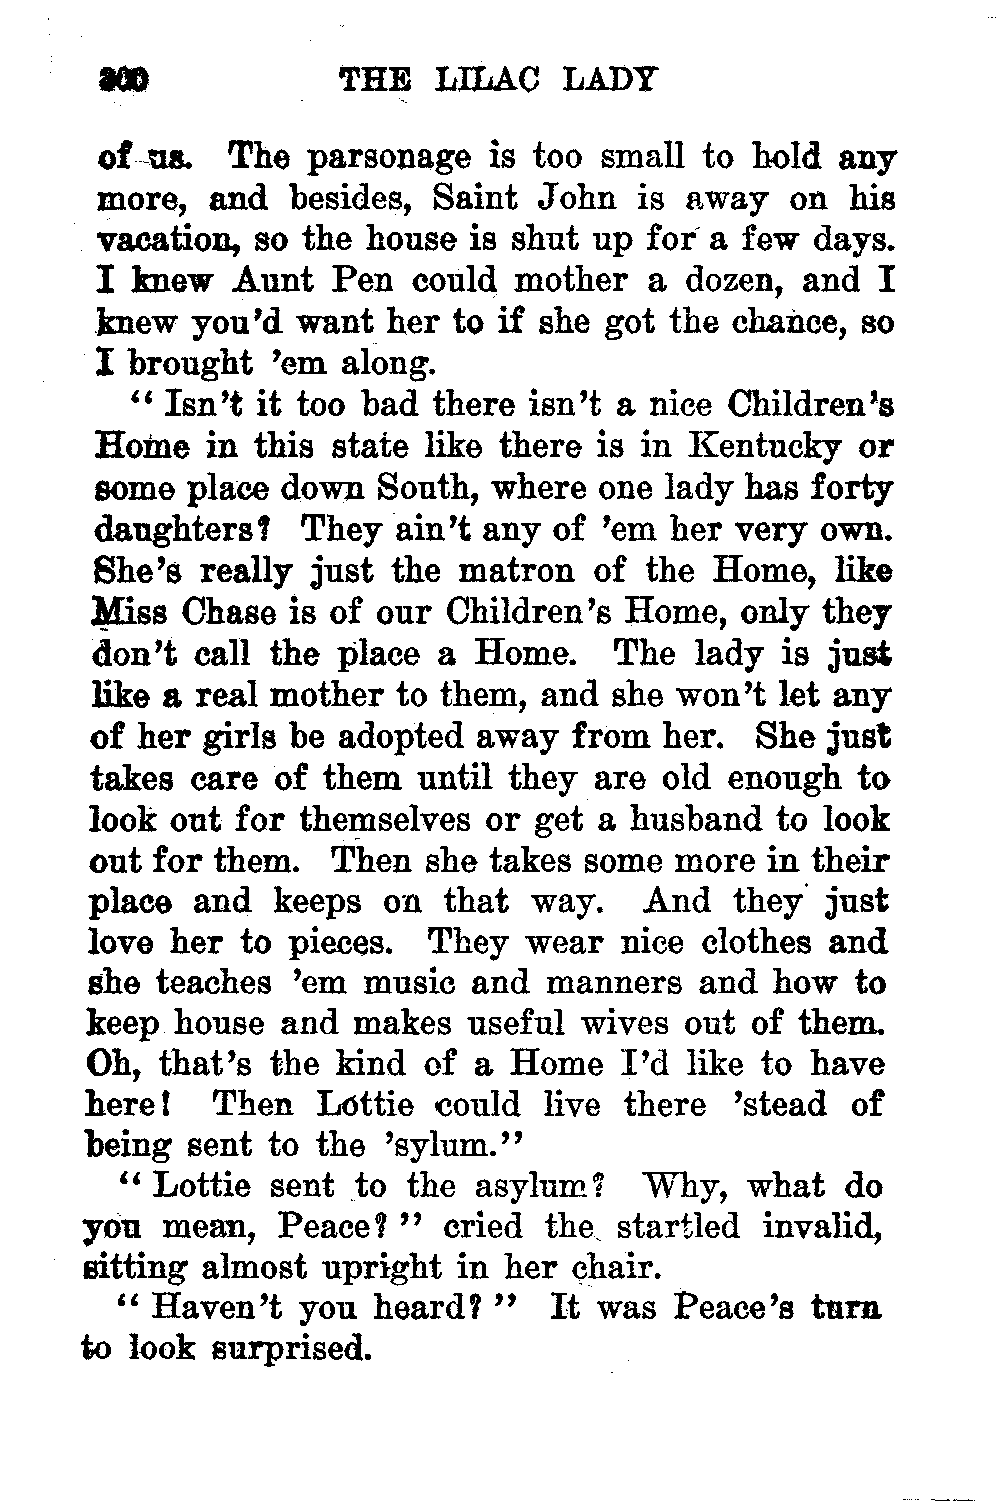 300 THE LILAC LADY
of us. The parsonage is too small to hold any
more, and besides, Saint John is away on his
vacation, so the house is shut up for a few days.
I knew Aunt Pen could mother a dozen, and I
knew you'd want her to if she got the chance, so
I brought 'em along.
“ Isn't it too bad there isn't a nice Children's
Home in this state like there is in Kentucky or
some place down South, where one lady has forty
daughters? They ain't any of 'em her very own.
She's really just the matron of the Home, like
Miss Chase is of our Children's Home, only they
don't call the place a Home. The lady is just
like a real mother to them, and she won't let any
of her girls be adopted away from her. She just
takes care of them until they are old enough to
look out for themselves or get a husband to look
out for them. Then she takes some more in their
place and keeps on that way. And they just
love her to pieces. They wear nice clothes and
she teaches 'em music and manners and how to
keep house and makes useful wives out of them.
Oh, that's the kind of a Home I'd like to have
here! Then Lottie could live there 'stead of
being sent to the 'sylum.”
“ Lottie sent to the asylum? Why, what do
you mean, Peace? ” cried the startled invalid,
sitting almost upright in her chair.
“ Haven't you heard? ” It was Peace's turn
to look surprised.